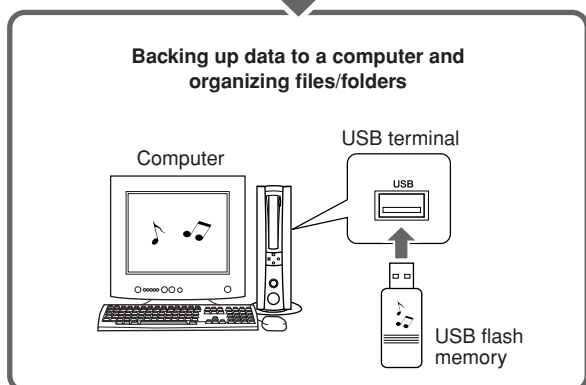 Backing up data to a computer and
organizing files/folders
USB terminal
Computer
USB
USB flash
memory